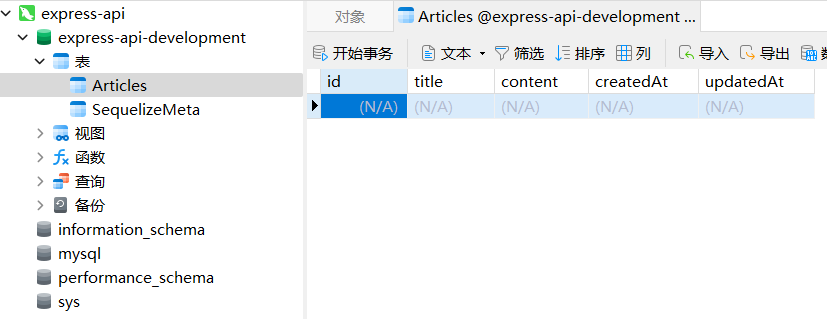 express-api
express-api-development
表
Articles
SequelizeMeta
视图
函数
查询
备份
information_schema
mysql
performance_schema
sys
对象 Articles @express-api-development ...
开始事务 文本 筛选 排序 列 导入 导出
id title content createdAt updatedAt
(N/A) (N/A) (N/A) (N/A) (N/A)